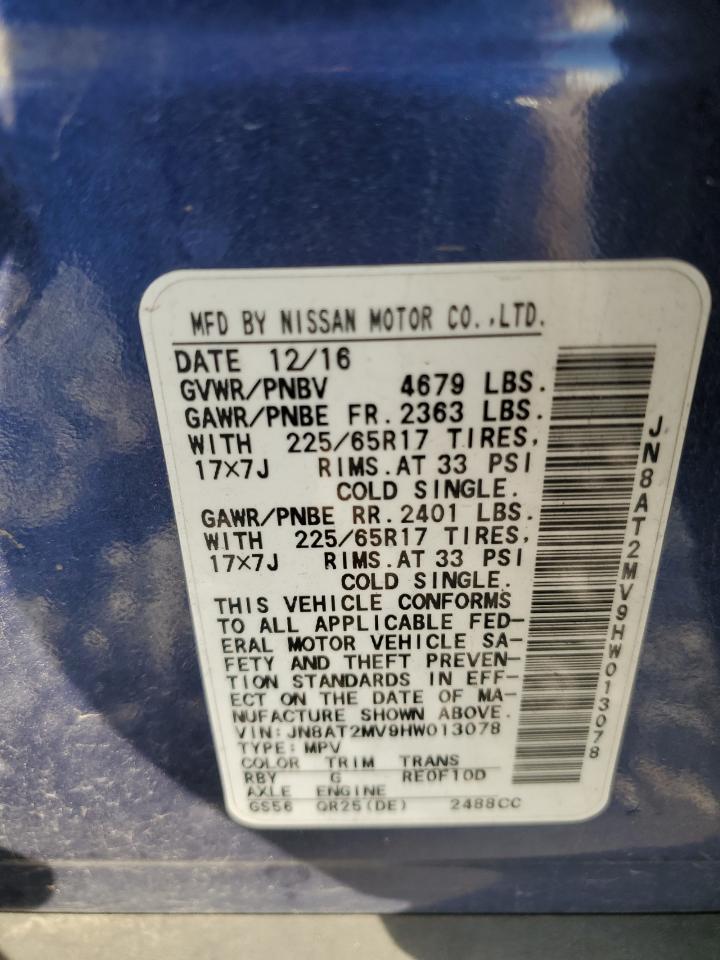 MFD BY NISSAN MOTOR CO.,LTD.
DATE 12/16
GVWR/PNBV 4679 LBS.
GAWR/PNBE FR.2363 LBS.
WITH 225/65R17 TIRES,
17×7J RIMS.AT 33 PSI
COLD SINGLE.
GAWR/PNBE RR.2401 LBS.
WITH 225/65R17 TIRES,
17×7J RIMS.AT 33 PSI
COLD SINGLE.
THIS VEHICLE CONFORMS
TO ALL APPLICABLE FED-
ERAL MOTOR VEHICLE SA-
FETY AND THEFT PREVEN-
TION STANDARDS IN EFF-
ECT ON THE DATE OF MA-
NUFACTURE SHOWN ABOVE.
VIN:JN8AT2MV9HW013078
TYPE:MPV
COLOR TRIM TRANS
RBY G RE0F10D
AXLE ENGINE
GS56 QR25(DE) 2488CC
JN8AT2MV9HW013078